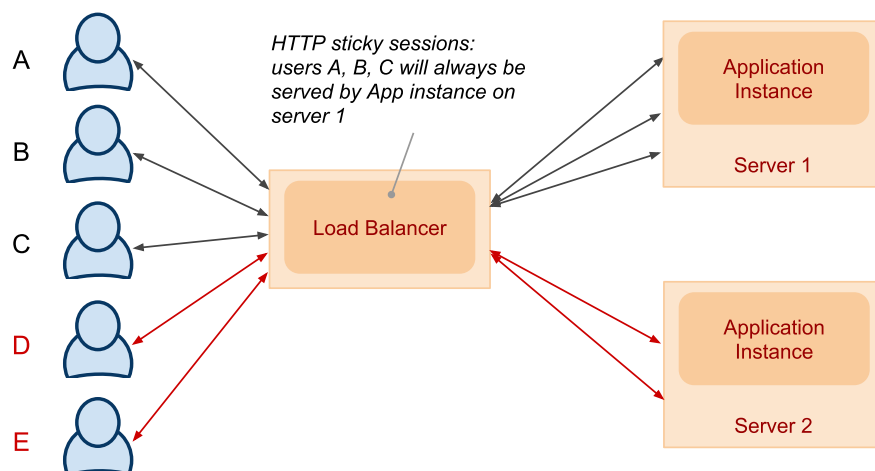 A
B
C
D
E
HTTP sticky sessions:
users A, B, C will always be
served by App instance on
server 1
Load Balancer
Application
Instance
Server 1
Application
Instance
Server 2